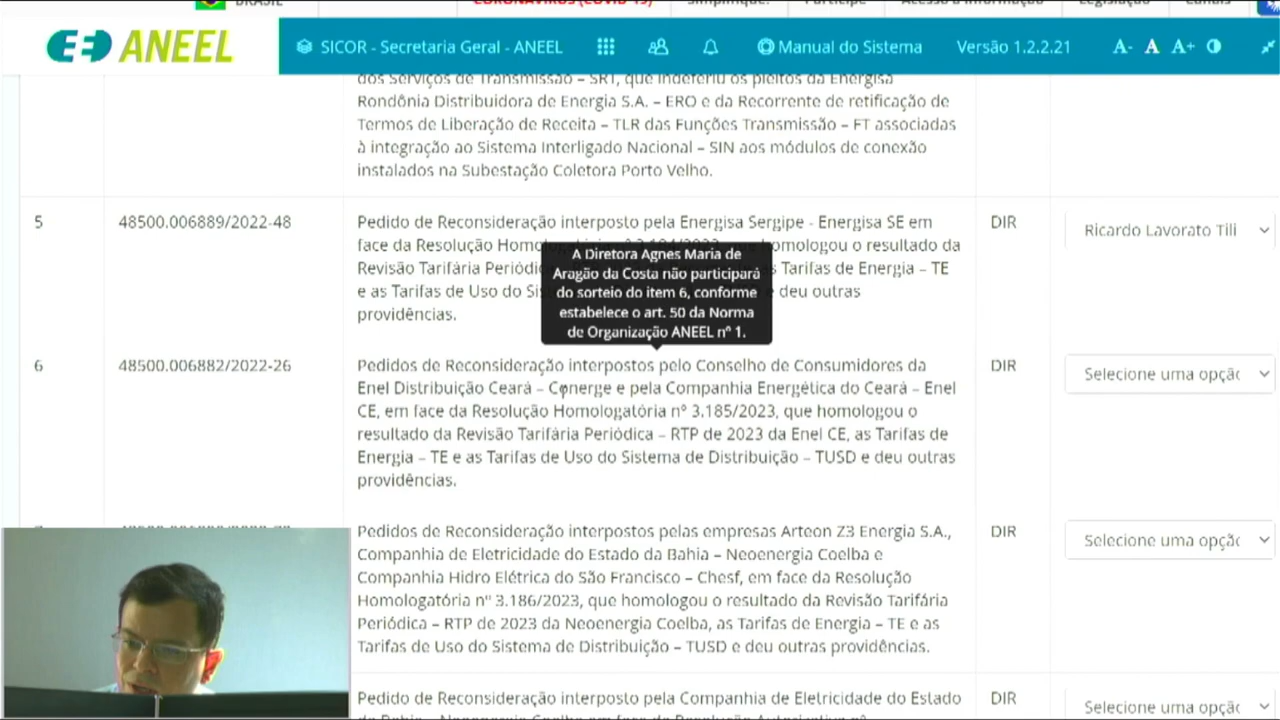 BRASIL
CORONAVÍRUS (COVID-19)
Simplifique!
Participe
Acesso à informação
Legislação
Canais
ANEEL
SICOR - Secretaria Geral - ANEEL
Manual do Sistema
Versão 1.2.2.21
A-
A
A+
dos Serviços de Transmissão – SRT, que indeferiu os pleitos da Energisa
Rondônia Distribuidora de Energia S.A. – ERO e da Recorrente de retificação de
Termos de Liberação de Receita – TLR das Funções Transmissão – FT associadas
à integração ao Sistema Interligado Nacional – SIN aos módulos de conexão
instalados na Subestação Coletora Porto Velho.
5
48500.006889/2022-48
Pedido de Reconsideração interposto pela Energisa Sergipe - Energisa SE em
face da Resolução homologou o resultado da
Revisão Tarifária Tarifas de Energia – TE
e as Tarifas de Uso do e deu outras
providências.
DIR
Ricardo Lavorato Tili
A Diretora Agnes Maria de
Aragão da Costa não participará
do sorteio do item 6, conforme
estabelece o art. 50 da Norma
de Organização ANEEL nº 1.
6
48500.006882/2022-26
Pedidos de Reconsideração interpostos pelo Conselho de Consumidores da
Enel Distribuição Ceará – Conerge e pela Companhia Energética do Ceará – Enel
CE, em face da Resolução Homologatória nº 3.185/2023, que homologou o
resultado da Revisão Tarifária Periódica – RTP de 2023 da Enel CE, as Tarifas de
Energia – TE e as Tarifas de Uso do Sistema de Distribuição – TUSD e deu outras
providências.
DIR
Selecione uma opçã
Pedidos de Reconsideração interpostos pelas empresas Arteon Z3 Energia S.A.,
Companhia de Eletricidade do Estado da Bahia – Neoenergia Coelba e
Companhia Hidro Elétrica do São Francisco – Chesf, em face da Resolução
Homologatória nº 3.186/2023, que homologou o resultado da Revisão Tarifária
Periódica – RTP de 2023 da Neoenergia Coelba, as Tarifas de Energia – TE e as
Tarifas de Uso do Sistema de Distribuição – TUSD e deu outras providências.
DIR
Selecione uma opçã
Pedido de Reconsideração interposto pela Companhia de Eletricidade do Estado
DIR
Selecione uma opçã